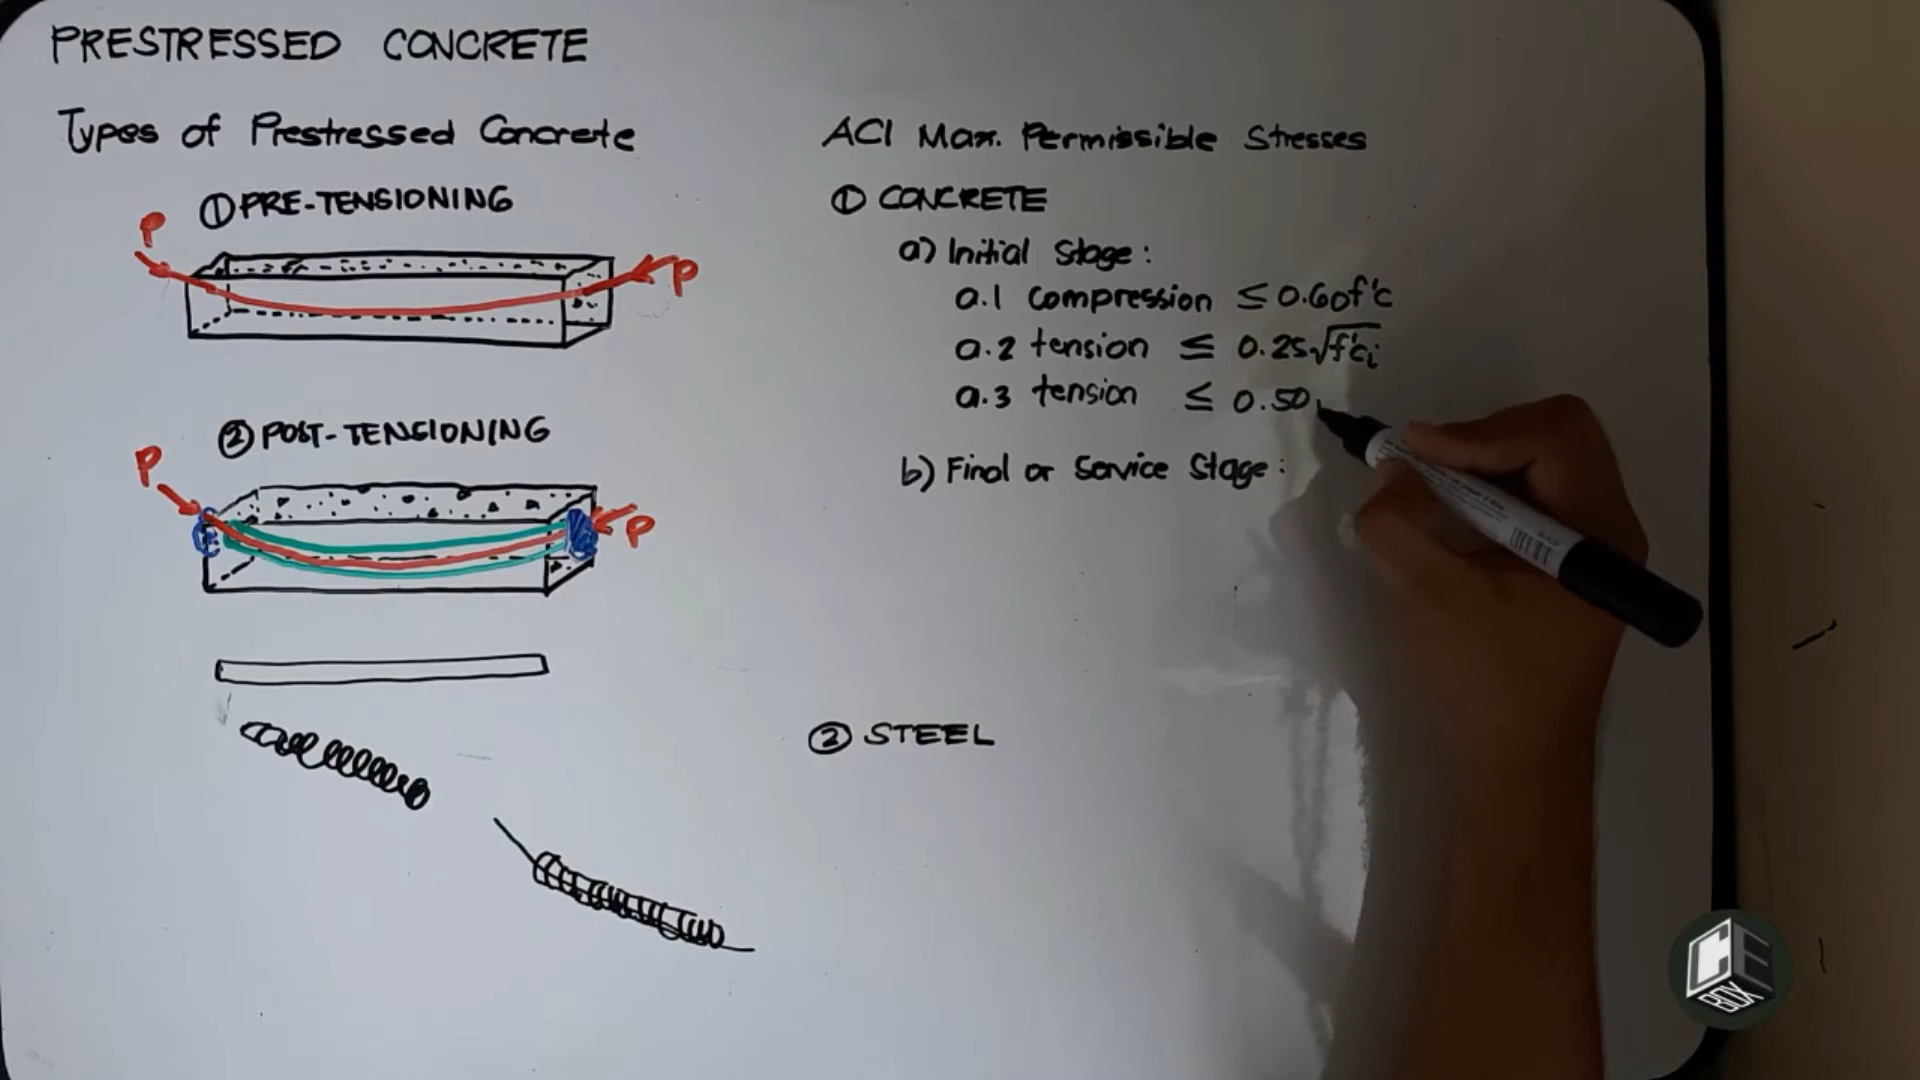 PRESTRESSED CONCRETE
Types of Prestressed Concrete
① PRE-TENSIONING
P
P
② POST-TENSIONING
P
P
ACI Max. Permissible Stresses
① CONCRETE
a) Initial Stage:
a.1 compression ≤ 0.60f'c
a.2 tension ≤ 0.25√f'ci
a.3 tension ≤ 0.50
b) Final or Service Stage:
② STEEL
CE
BOX